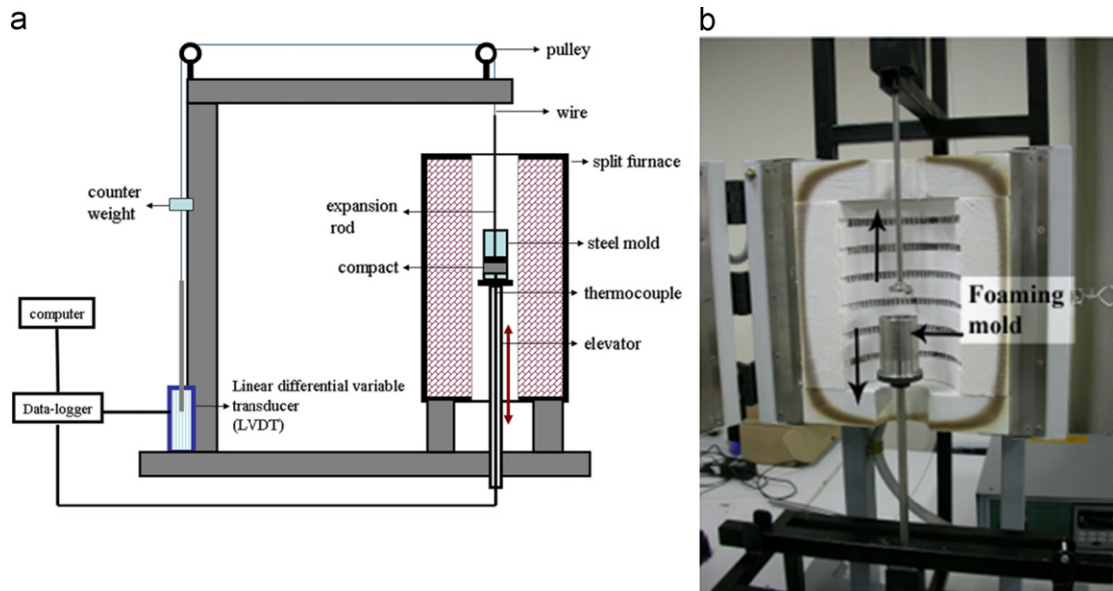 a
pulley
wire
split furnace
counter
weight
expansion
rod
steel mold
compact
thermocouple
computer
elevator
Linear differential variable
transducer
(LVDT)
Data-logger
b
Foaming
mold